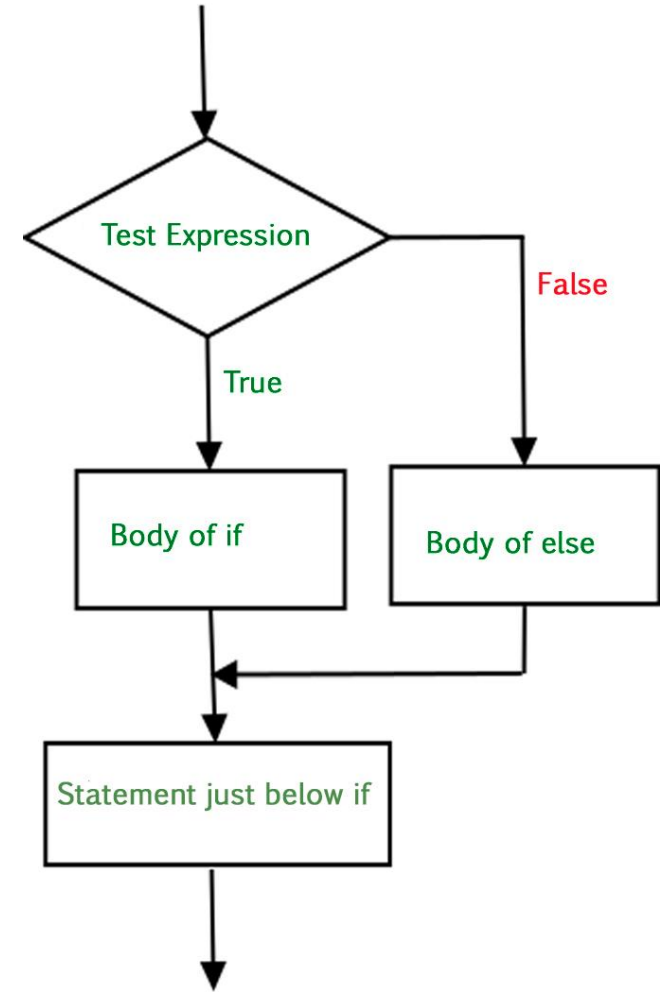 Test Expression
False
True
Body of if
Body of else
Statement just below if